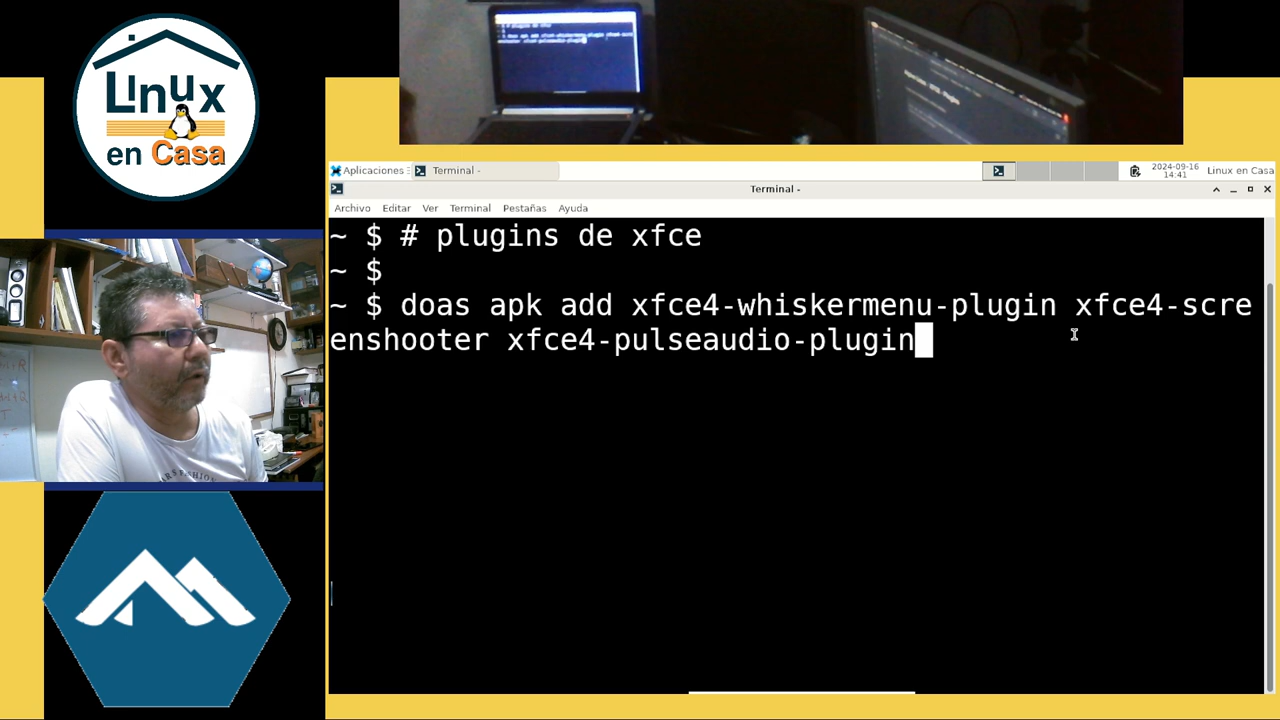 Linux
en Casa
Aplicaciones
Terminal -
2024-09-16
14:41
Linux en Casa
Terminal -
Archivo Editar Ver Terminal Pestañas Ayuda
~ $ # plugins de xfce
~ $
~ $ doas apk add xfce4-whiskermenu-plugin xfce4-scre
enshooter xfce4-pulseaudio-plugin